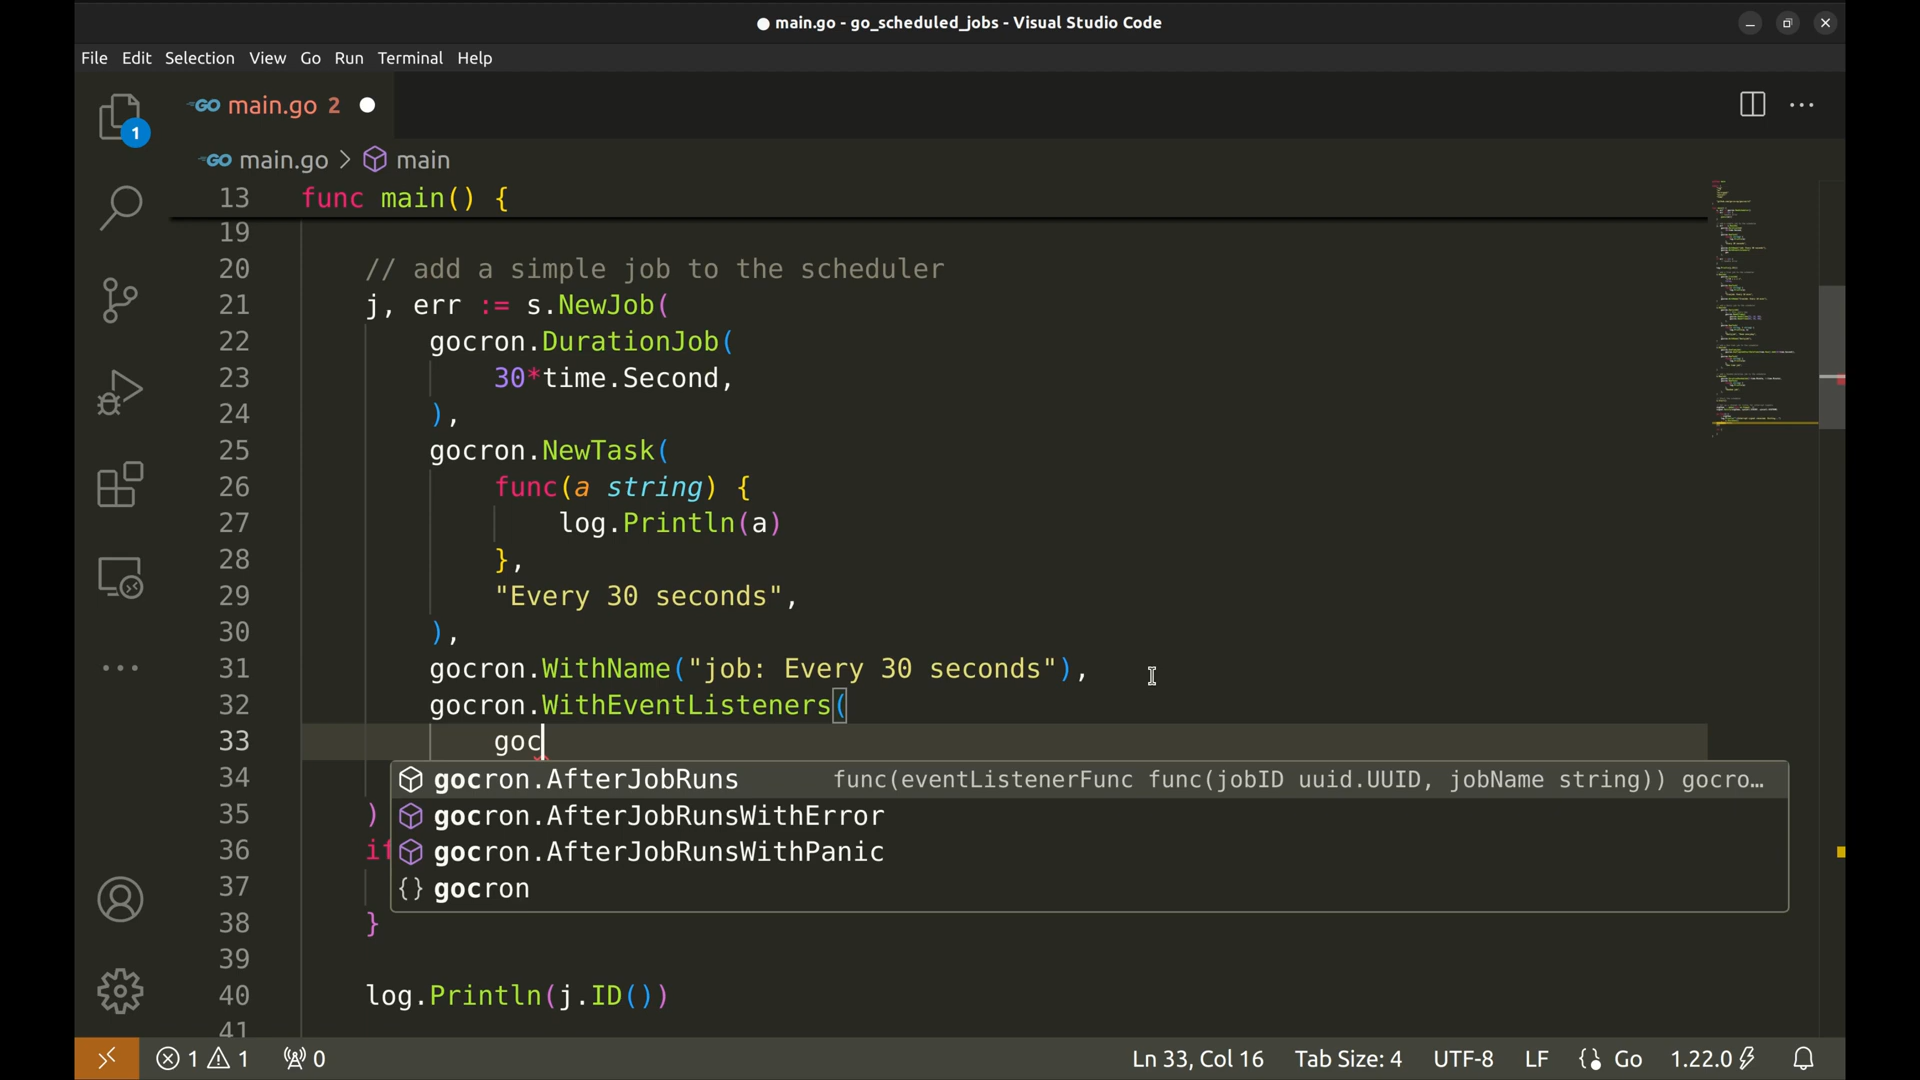 main.go - go_scheduled_jobs - Visual Studio Code
File Edit Selection View Go Run Terminal Help
GO main.go 2
1
GO main.go > main
13 func main() {
19
20 // add a simple job to the scheduler
21 j, err := s.NewJob(
22 gocron.DurationJob(
23 30*time.Second,
24 ),
25 gocron.NewTask(
26 func(a string) {
27 log.Println(a)
28 },
29 "Every 30 seconds",
30 ),
31 gocron.WithName("job: Every 30 seconds"),
32 gocron.WithEventListeners(
33 goc
34 gocron.AfterJobRuns func(eventListenerFunc func(jobID uuid.UUID, jobName string)) gocro…
35 ) gocron.AfterJobRunsWithError
36 if gocron.AfterJobRunsWithPanic
37 {} gocron
38 }
39
40 log.Println(j.ID())
41
1 1 0 Ln 33, Col 16 Tab Size: 4 UTF-8 LF Go 1.22.0